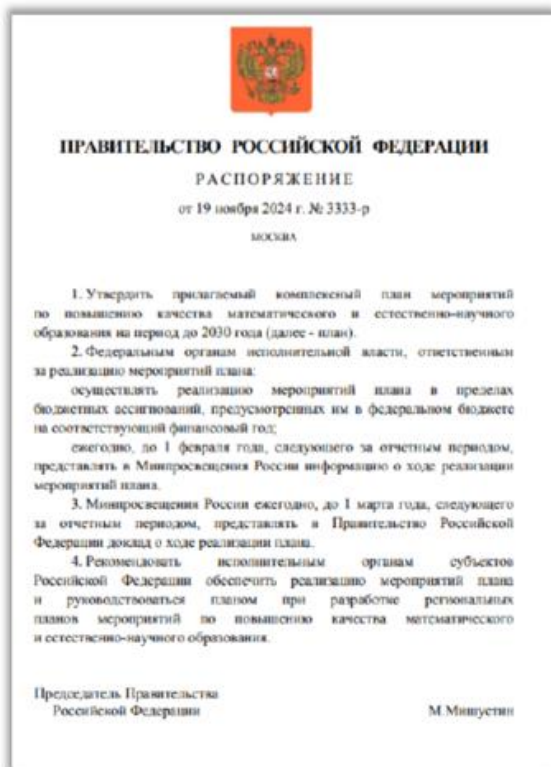 ПРАВИТЕЛЬСТВО РОССИЙСКОЙ ФЕДЕРАЦИИ
РАСПОРЯЖЕНИЕ
от 19 ноября 2024 г. № 3333-р
МОСКВА
1. Утвердить прилагаемый комплексный план мероприятий
по повышению качества математического и естественно-научного
образования на период до 2030 года (далее - план).
2. Федеральным органам исполнительной власти, ответственным
за реализацию мероприятий плана:
осуществлять реализацию мероприятий плана в пределах
бюджетных ассигнований, предусмотренных им в федеральном бюджете
на соответствующий финансовый год;
ежегодно, до 1 февраля года, следующего за отчетным периодом,
представлять в Минпросвещения России информацию о ходе реализации
мероприятий плана.
3. Минпросвещения России ежегодно, до 1 марта года, следующего
за отчетным периодом, представлять в Правительство Российской
Федерации доклад о ходе реализации плана.
4. Рекомендовать исполнительным органам субъектов
Российской Федерации обеспечить реализацию мероприятий плана
и руководствоваться планом при разработке региональных
планов мероприятий по повышению качества математического
и естественно-научного образования.
Председатель Правительства
Российской Федерации М.Мишустин